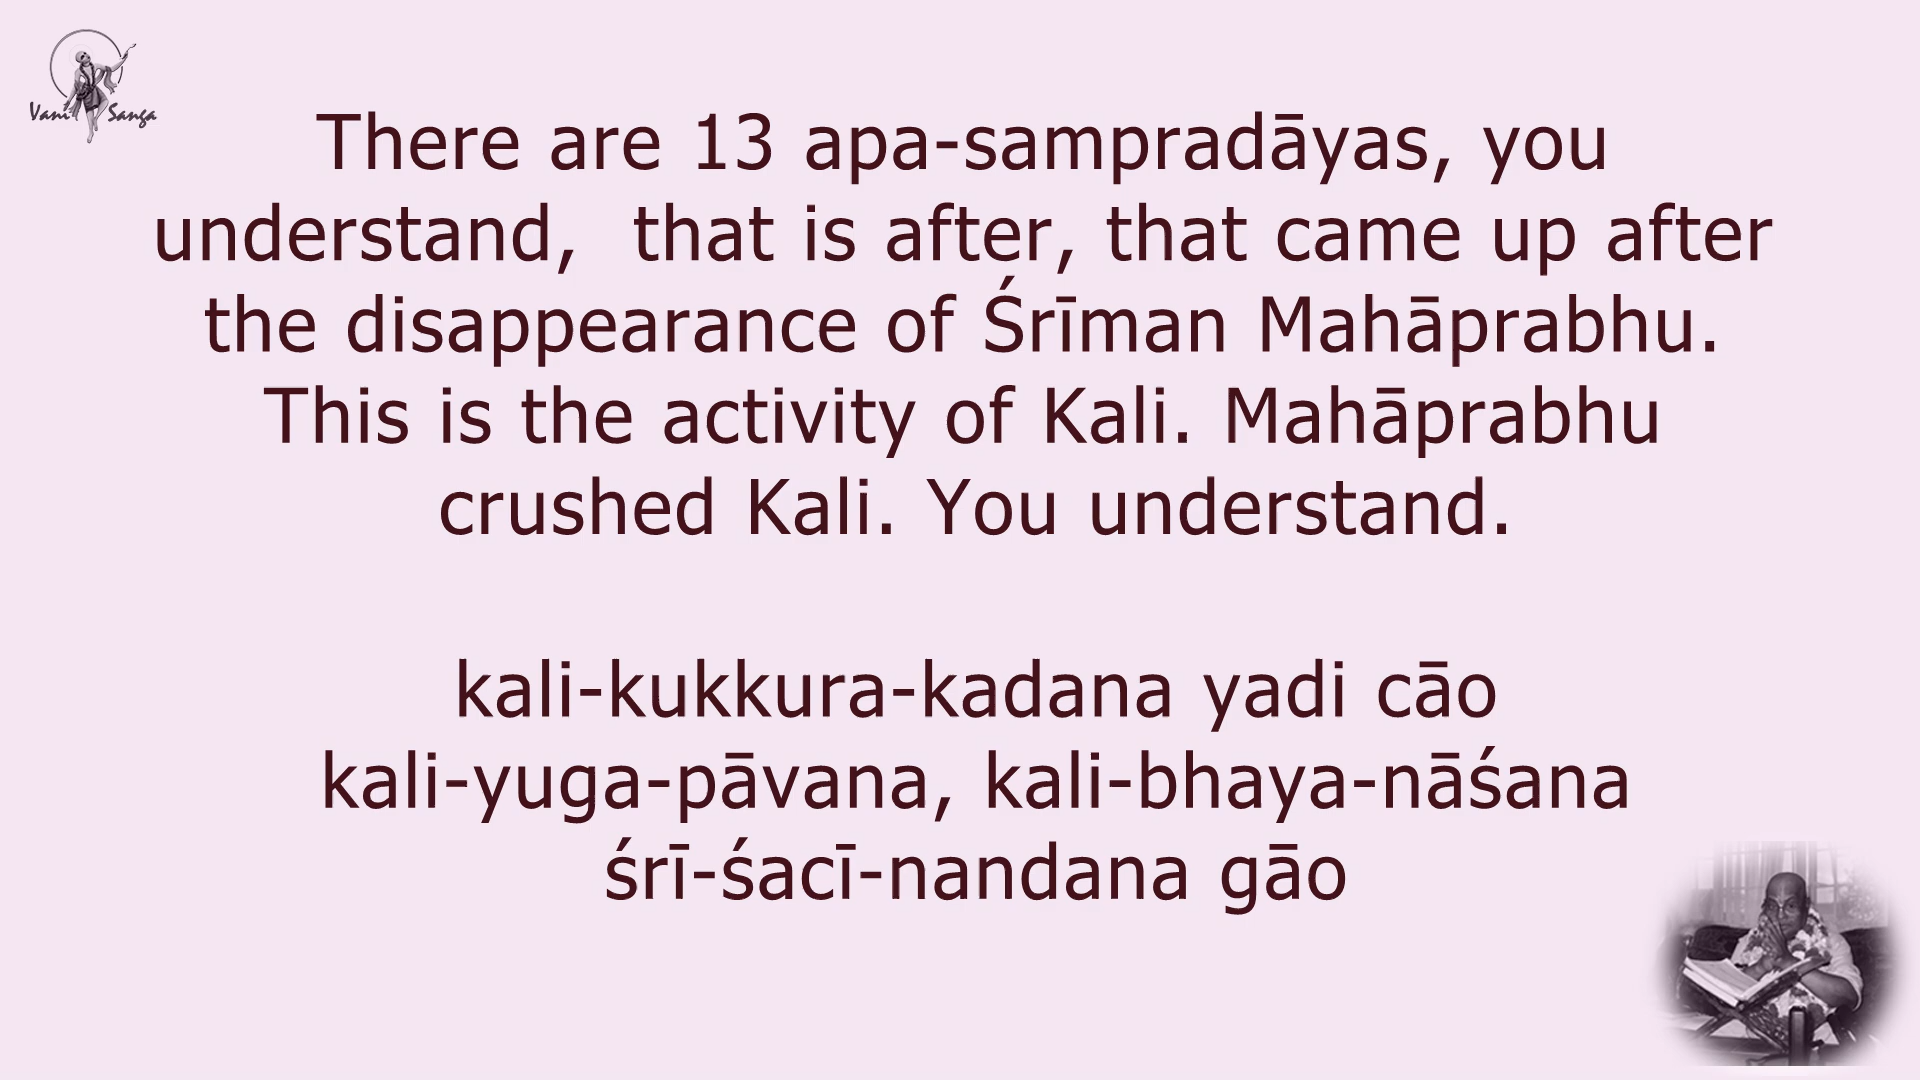 Vani Sanga
There are 13 apa-sampradāyas, you
understand,  that is after, that came up after
the disappearance of Śrīman Mahāprabhu.
This is the activity of Kali. Mahāprabhu
crushed Kali. You understand.
kali-kukkura-kadana yadi cāo
kali-yuga-pāvana, kali-bhaya-nāśana
śrī-śacī-nandana gāo